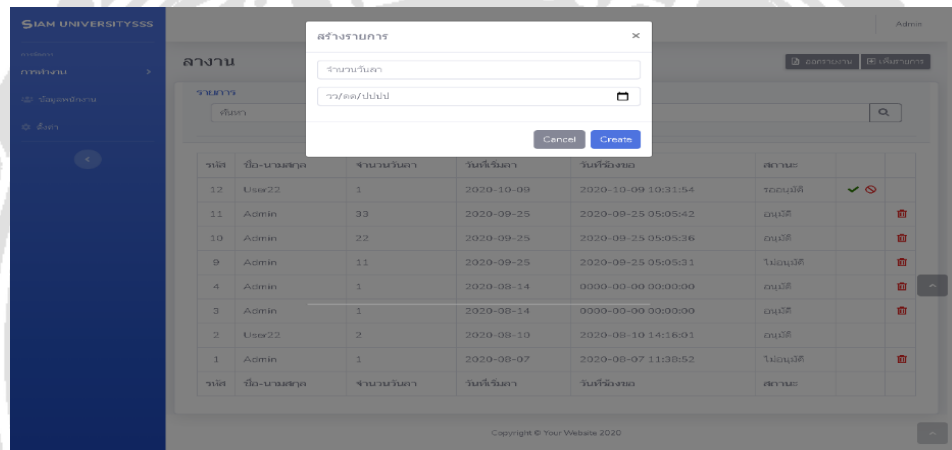 SIAM UNIVERSITYSSS
Admin
สร้างรายการ ×
จำนวนวันลา
วว/ดด/ปปปป
Cancel Create
ลางาน
ออกรายงาน เพิ่มรายการ
การทำงาน
ข้อมูลพนักงาน
ตั้งค่า
รายการ
ค้นหา
รหัส ชื่อ-นามสกุล จำนวนวันลา วันที่เริ่มลา วันที่ร้องขอ สถานะ
12 User22 1 2020-10-09 2020-10-09 10:31:54 รออนุมัติ
11 Admin 33 2020-09-25 2020-09-25 05:05:42 อนุมัติ
10 Admin 22 2020-09-25 2020-09-25 05:05:36 อนุมัติ
9 Admin 11 2020-09-25 2020-09-25 05:05:31 ไม่อนุมัติ
4 Admin 1 2020-08-14 0000-00-00 00:00:00 อนุมัติ
3 Admin 1 2020-08-14 0000-00-00 00:00:00 อนุมัติ
2 User22 2 2020-08-10 2020-08-10 14:16:01 อนุมัติ
1 Admin 1 2020-08-07 2020-08-07 11:38:52 ไม่อนุมัติ
รหัส ชื่อ-นามสกุล จำนวนวันลา วันที่เริ่มลา วันที่ร้องขอ สถานะ
Copyright © Your Website 2020